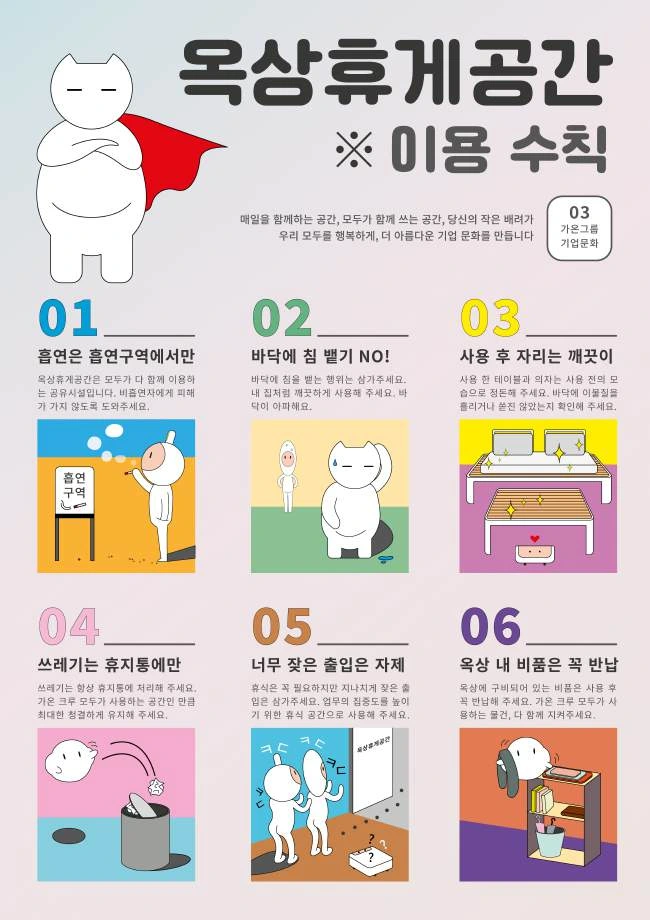 옥상휴게공간
※ 이용 수칙
매일을 함께하는 공간, 모두가 함께 쓰는 공간, 당신의 작은 배려가
우리 모두를 행복하게, 더 아름다운 기업 문화를 만듭니다
03
가온그룹
기업문화
01
흡연은 흡연구역에서만
옥상휴게공간은 모두가 다 함께 이용하
는 공유시설입니다. 비흡연자에게 피해
가 가지 않도록 도와주세요.
흡연
구역
02
바닥에 침 뱉기 NO!
바닥에 침을 뱉는 행위는 삼가주세요.
내 집처럼 깨끗하게 사용해 주세요. 바
닥이 아파해요.
03
사용 후 자리는 깨끗이
사용 한 테이블과 의자는 사용 전의 모
습으로 정돈해 주세요. 바닥에 이물질을
흘리거나 쏟진 않았는지 확인해 주세요.
04
쓰레기는 휴지통에만
쓰레기는 항상 휴지통에 처리해 주세요.
가온 크루 모두가 사용하는 공간인 만큼
최대한 청결하게 유지해 주세요.
05
너무 잦은 출입은 자제
휴식은 꼭 필요하지만 지나치게 잦은 출
입은 삼가주세요. 업무의 집중도를 높이
기 위한 휴식 공간으로 사용해 주세요.
옥상휴게공간
ㅋㄷ
ㅋㄷ
ㅋㄷ
? ? ?
06
옥상 내 비품은 꼭 반납
옥상에 구비되어 있는 비품은 사용 후
꼭 반납해 주세요. 가온 크루 모두가 사
용하는 물건, 다 함께 지켜주세요.